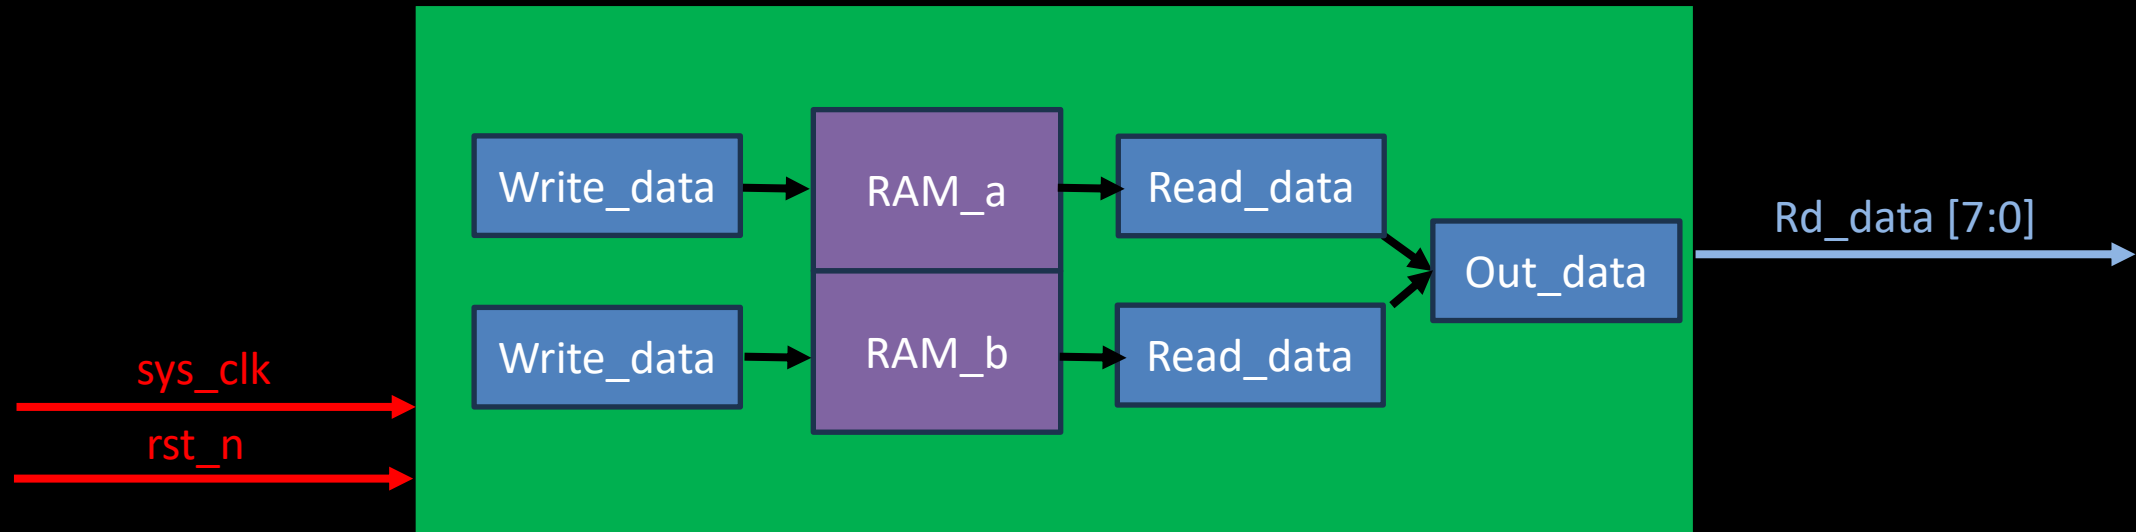 sys_clk
rst_n
Write_data
RAM_a
Read_data
Write_data
RAM_b
Read_data
Out_data
Rd_data [7:0]